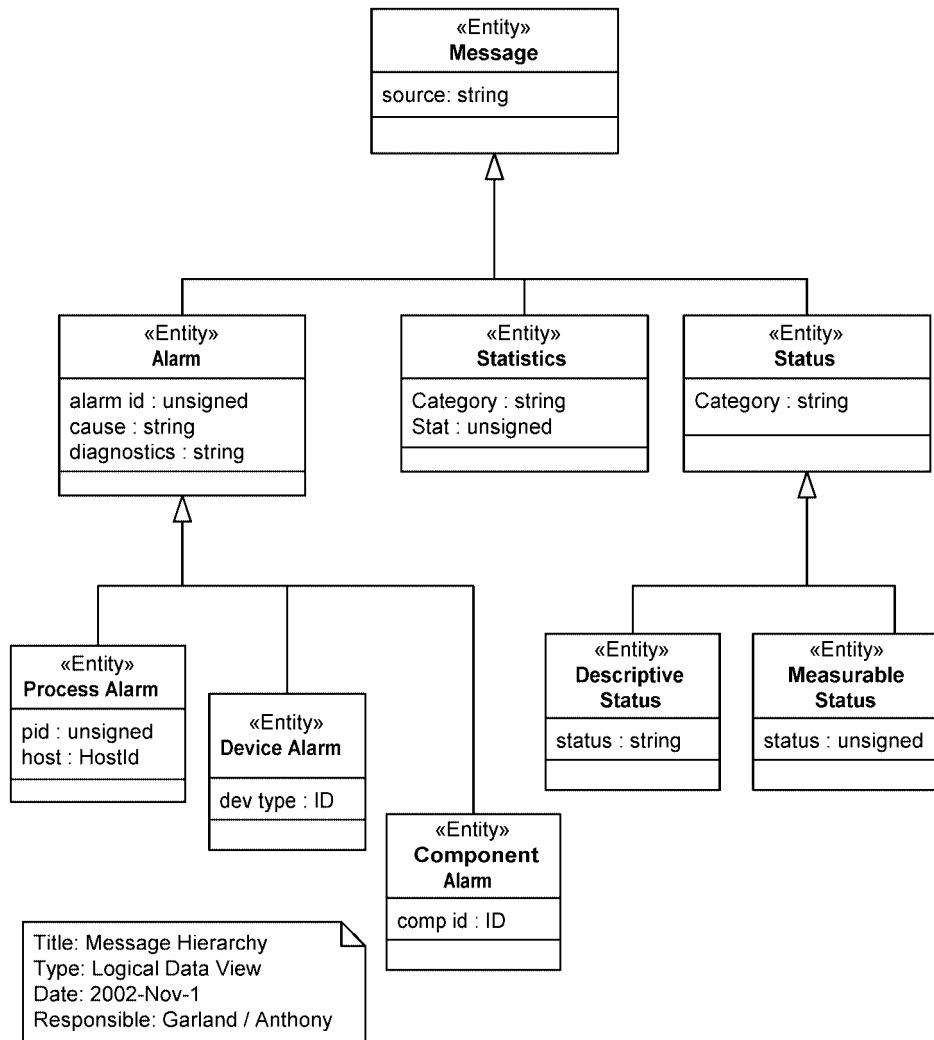 «Entity»
Message
source: string
«Entity»
Alarm
alarm id : unsigned
cause : string
diagnostics : string
«Entity»
Statistics
Category : string
Stat : unsigned
«Entity»
Status
Category : string
«Entity»
Process Alarm
pid : unsigned
host : HostId
«Entity»
Device Alarm
dev type : ID
«Entity»
Component
Alarm
comp id : ID
«Entity»
Descriptive
Status
status : string
«Entity»
Measurable
Status
status : unsigned
Title: Message Hierarchy
Type: Logical Data View
Date: 2002-Nov-1
Responsible: Garland / Anthony